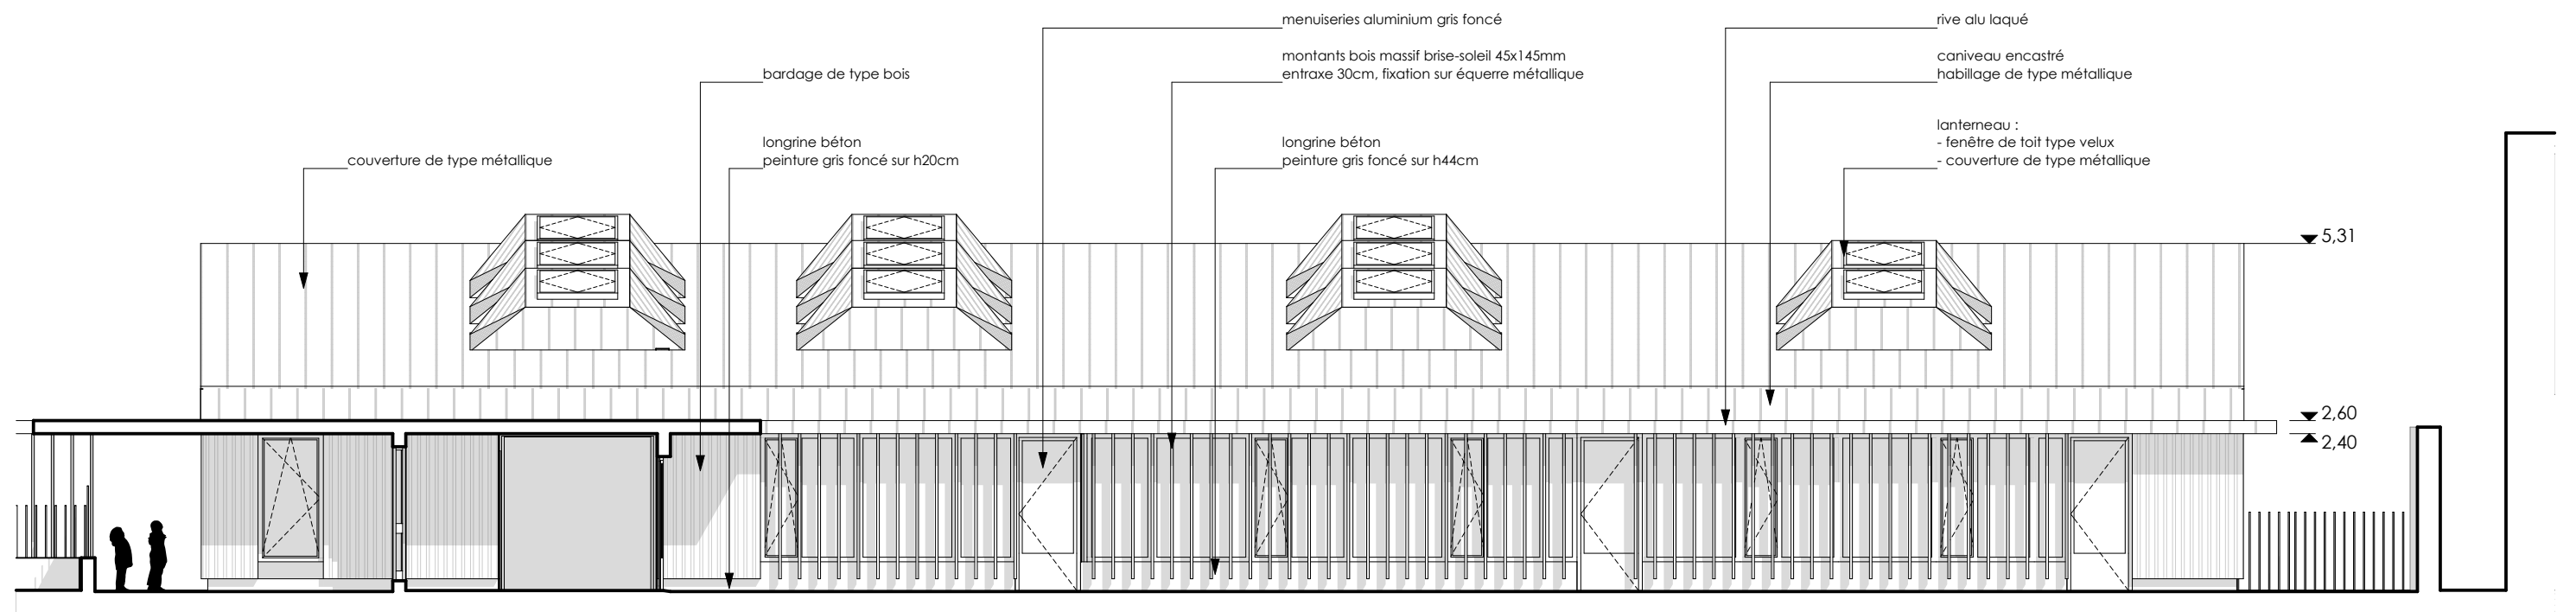 menuiseries aluminium gris foncé
rive alu laqué
montants bois massif brise-soleil 45x145mm
entraxe 30cm, fixation sur équerre métallique
caniveau encastré
habillage de type métallique
bardage de type bois
lanterneau :
- fenêtre de toit type velux
- couverture de type métallique
longrine béton
peinture gris foncé sur h20cm
longrine béton
peinture gris foncé sur h44cm
couverture de type métallique
5,31
2,60
2,40